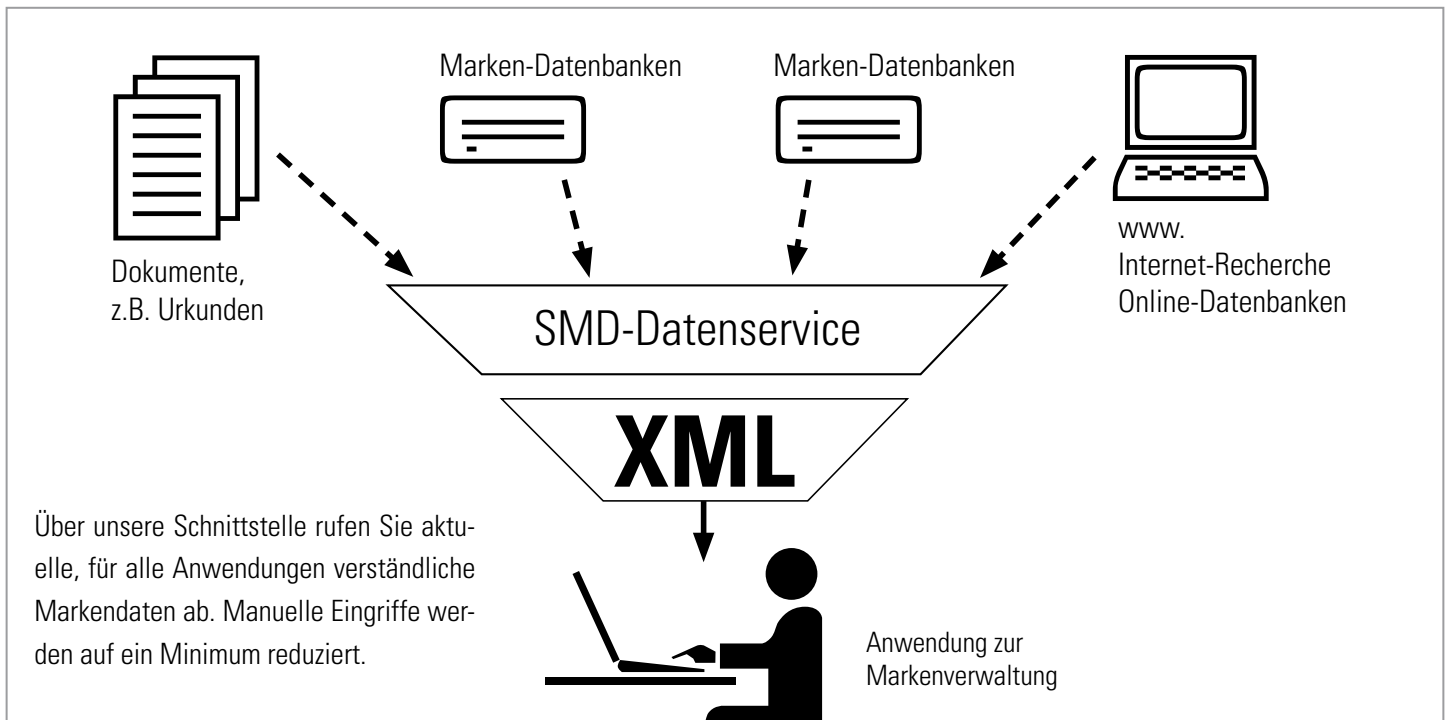 Marken-Datenbanken
Marken-Datenbanken
Dokumente,
z.B. Urkunden
www.
Internet-Recherche
Online-Datenbanken
SMD-Datenservice
XML
Über unsere Schnittstelle rufen Sie aktu-
elle, für alle Anwendungen verständliche
Markendaten ab. Manuelle Eingriffe wer-
den auf ein Minimum reduziert.
Anwendung zur
Markenverwaltung